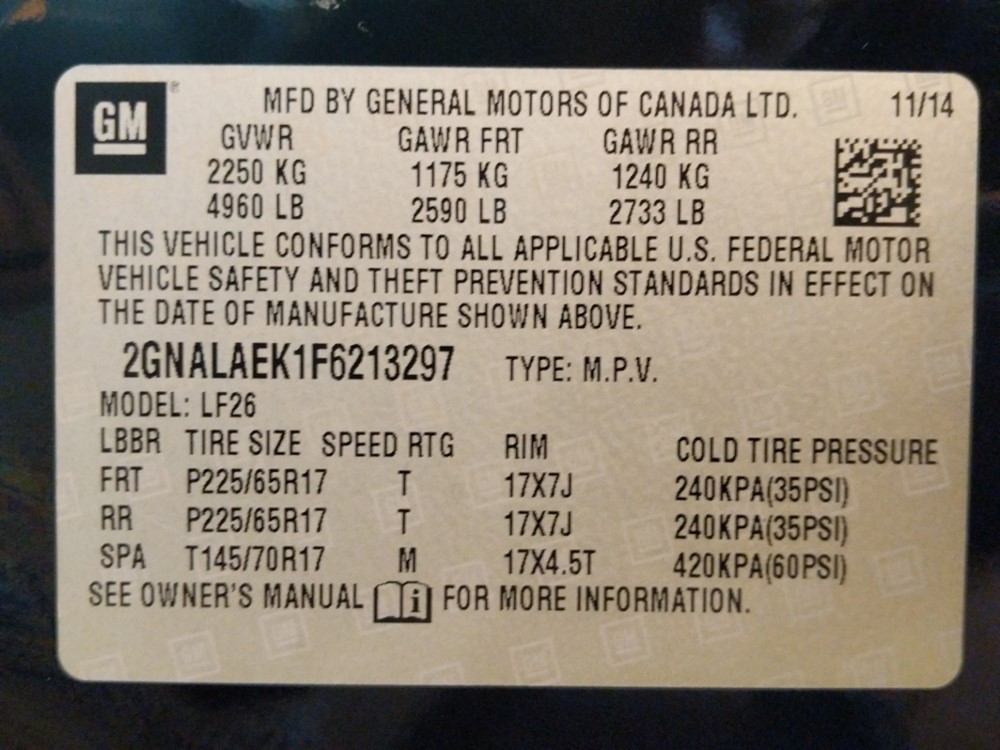 GM ® MFD BY GENERAL MOTORS OF CANADA LTD. 11/14
GVWR GAWR FRT GAWR RR
2250 KG 1175 KG 1240 KG
4960 LB 2590 LB 2733 LB
THIS VEHICLE CONFORMS TO ALL APPLICABLE U.S. FEDERAL MOTOR
VEHICLE SAFETY AND THEFT PREVENTION STANDARDS IN EFFECT ON
THE DATE OF MANUFACTURE SHOWN ABOVE.
2GNALAEK1F6213297 TYPE: M.P.V.
MODEL: LF26
LBBR TIRE SIZE SPEED RTG RIM COLD TIRE PRESSURE
FRT P225/65R17 T 17X7J 240KPA(35PSI)
RR P225/65R17 T 17X7J 240KPA(35PSI)
SPA T145/70R17 M 17X4.5T 420KPA(60PSI)
SEE OWNER'S MANUAL i FOR MORE INFORMATION.